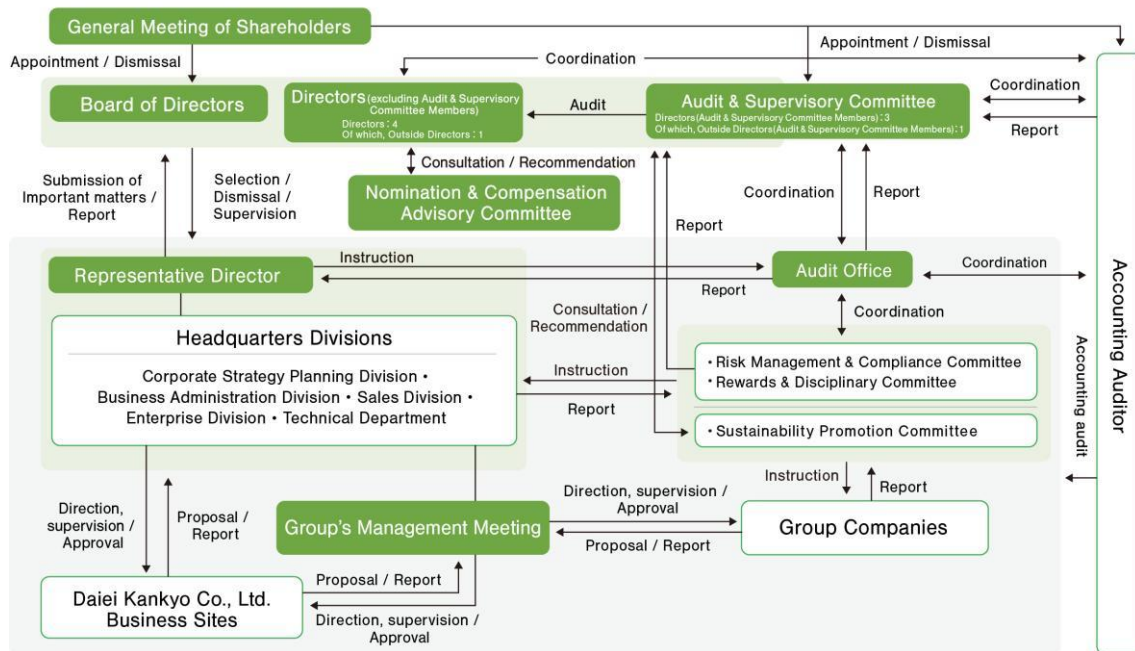 General Meeting of Shareholders
Appointment / Dismissal
Appointment / Dismissal
Coordination
Board of Directors
Directors(excluding Audit & Supervisory
Committee Members)
Directors : 4
Of which, Outside Directors : 1
Audit
Audit & Supervisory Committee
Directors(Audit & Supervisory Committee Members) : 3
Of which, Outside Directors(Audit & Supervisory Committee Members) : 1
Coordination
Report
Submission of
Important matters /
Report
Selection /
Dismissal /
Supervision
Consultation / Recommendation
Nomination & Compensation
Advisory Committee
Coordination
Report
Report
Representative Director
Instruction
Report
Audit Office
Coordination
Coordination
Accounting Auditor
Accounting audit
Headquarters Divisions
Corporate Strategy Planning Division・
Business Administration Division・Sales Division・
Enterprise Division・Technical Department
Consultation /
Recommendation
Instruction
Report
・Risk Management & Compliance Committee
・Rewards & Disciplinary Committee
・Sustainability Promotion Committee
Instruction
Report
Direction,
supervision /
Approval
Proposal /
Report
Group's Management Meeting
Direction, supervision /
Approval
Proposal / Report
Group Companies
Daiei Kankyo Co., Ltd.
Business Sites
Proposal / Report
Direction, supervision /
Approval